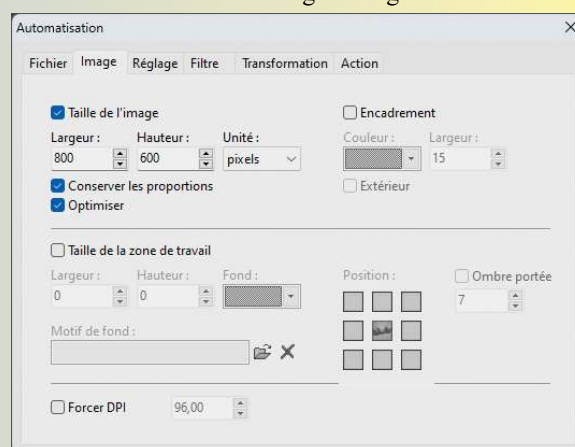 Automatisation
Fichier Image Réglage Filtre Transformation Action
Taille de l'image Encadrement
Largeur : Hauteur : Unité : Couleur : Largeur :
800 600 pixels 15
Conserver les proportions Extérieur
Optimiser
Taille de la zone de travail
Largeur : Hauteur : Fond : Position : Ombre portée
0 0 7
Motif de fond :
Forcer DPI 96,00